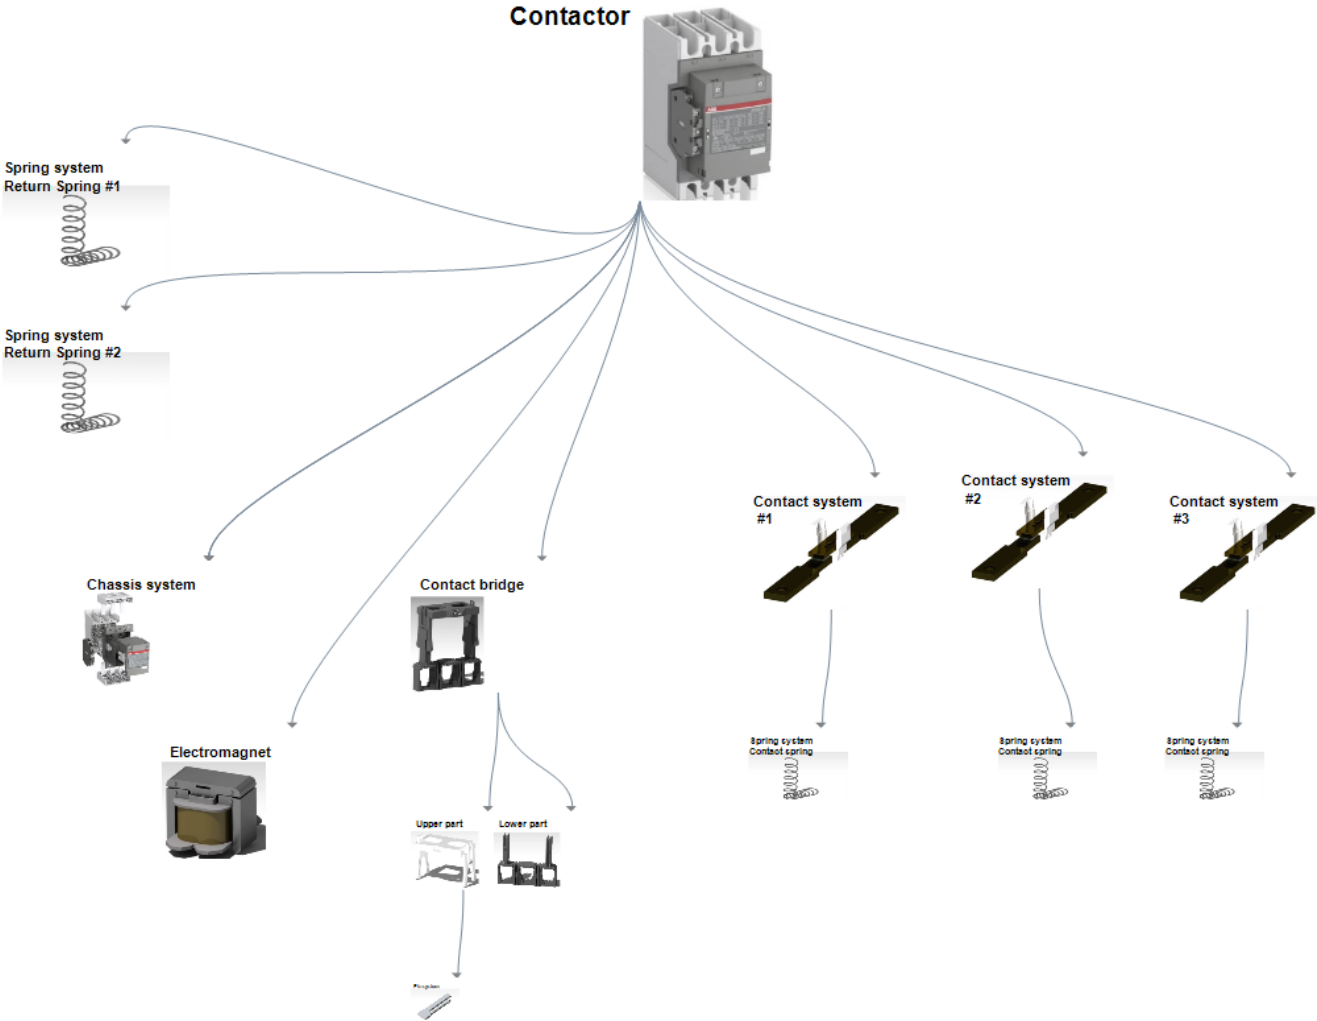 Contactor
ABB
Spring system
Return Spring #1
Spring system
Return Spring #2
Contact system
#1
Contact system
#2
Contact system
#3
Chassis system
Contact bridge
Electromagnet
Spring system
Contact spring
Spring system
Contact spring
Spring system
Contact spring
Upper part
Lower part